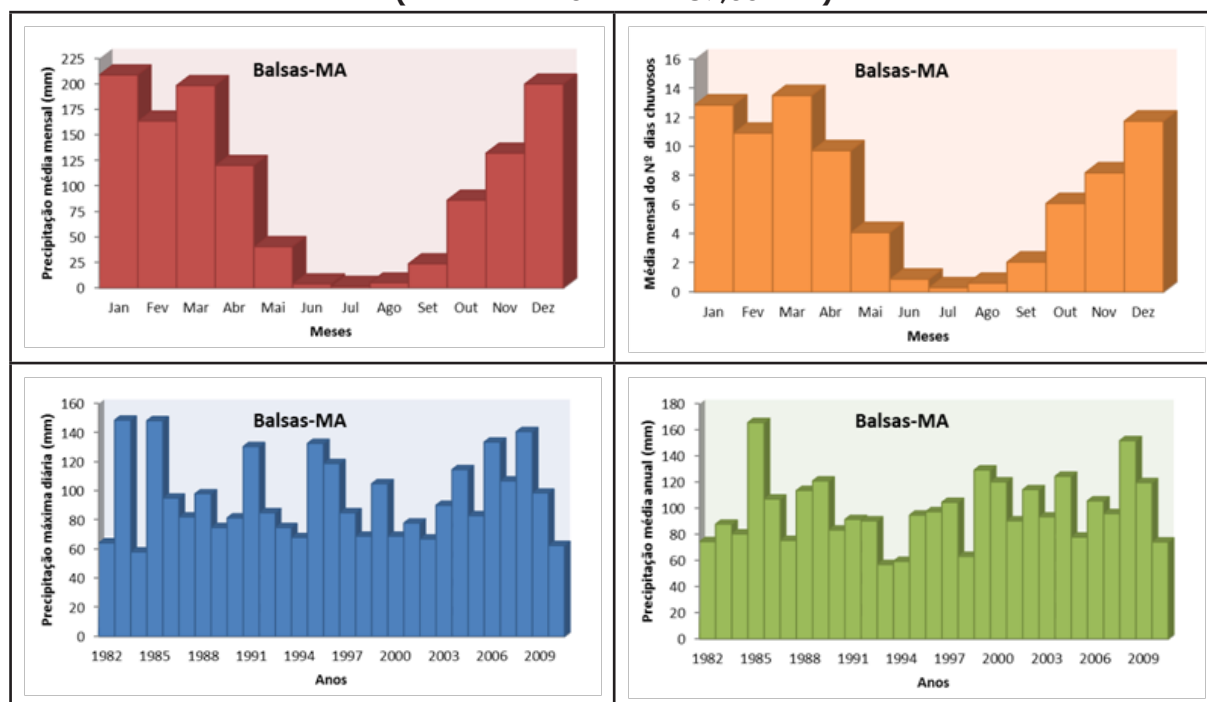 Balsas-MA
Precipitação média mensal (mm)
225
200
175
150
125
100
75
50
25
0
Jan Fev Mar Abr Mai Jun Jul Ago Set Out Nov Dez
Meses
Balsas-MA
Média mensal do Nº dias chuvosos
16
14
12
10
8
6
4
2
0
Jan Fev Mar Abr Mai Jun Jul Ago Set Out Nov Dez
Meses
Balsas-MA
Precipitação máxima diária (mm)
160
140
120
100
80
60
40
20
0
1982 1985 1988 1991 1994 1997 2000 2003 2006 2009
Anos
Balsas-MA
Precipitação média anual (mm)
180
160
140
120
100
80
60
40
20
0
1982 1985 1988 1991 1994 1997 2000 2003 2006 2009
Anos